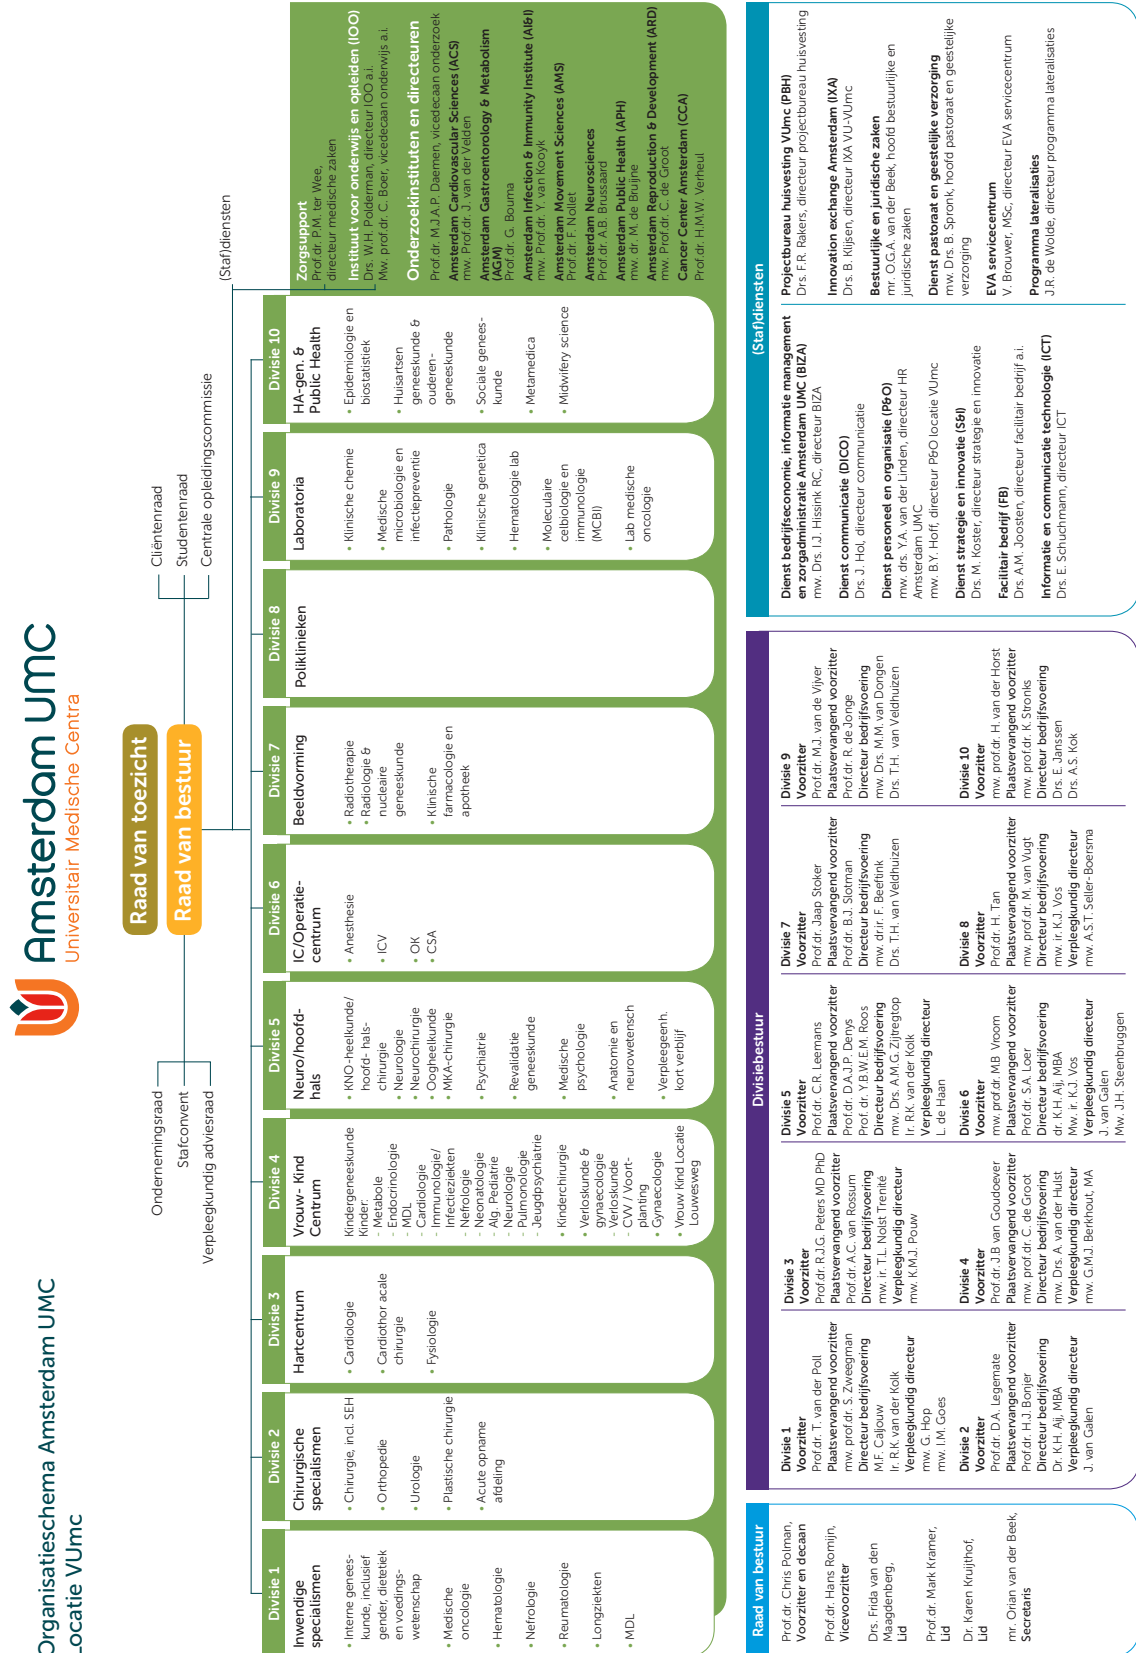 Organisatieschema Amsterdam UMC
Locatie VUmc
Amsterdam UMC
Universitair Medische Centra
Raad van toezicht
Raad van bestuur
Ondernemingsraad
Stafconvent
Verpleegkundig adviesraad
Cliëntenraad
Studentenraad
Centrale opleidingscommissie
(Staf)diensten
Divisie 1
Inwendige
specialismen
• Interne genees-
kunde, inclusief
gender, dietetiek
en voedings-
wetenschap
• Medische
oncologie
• Hematologie
• Nefrologie
• Reumatologie
• Longziekten
• MDL
Divisie 2
Chirurgische
specialismen
• Chirurgie, incl. SEH
• Orthopedie
• Urologie
• Plastische chirurgie
• Acute opname
afdeling
Divisie 3
Hartcentrum
• Cardiologie
• Cardiothor acale
chirurgie
• Fysiologie
Divisie 4
Vrouw- Kind
Centrum
Kindergeneeskunde
Kinder:
- Metabole
- Endocrinologie
- MDL
- Cardiologie
- Immunologie/
Infectieziekten
- Nefrologie
- Neonatologie
- Alg. Pediatrie
- Neurologie
- Pulmonologie
- Jeugdpsychiatrie
• Kinderchirurgie
• Verloskunde &
gynaecologie
- Verloskunde
- CVV / Voort-
planting
• Gynaecologie
• Vrouw Kind Locatie
Louwesweg
Divisie 5
Neuro/hoofd-
hals
• KNO-heelkunde/
hoofd- hals-
chirurgie
• Neurologie
• Neurochirurgie
• Oogheelkunde
• MKA-chirurgie
• Psychiatrie
• Revalidatie
geneeskunde
• Medische
psychologie
• Anatomie en
neurowetensch
• Verpleegeenh.
kort verblijf
Divisie 6
IC/Operatie-
centrum
• Anesthesie
• ICV
• OK
• CSA
Divisie 7
Beeldvorming
• Radiotherapie
• Radiologie &
nucleaire
geneeskunde
• Klinische
farmacologie en
apotheek
Divisie 8
Poliklinieken
Divisie 9
Laboratoria
• Klinische chemie
• Medische
microbiologie en
infectiepreventie
• Pathologie
• Klinische genetica
• Hematologie lab
• Moleculaire
celbiologie en
immunologie
(MCBI)
• Lab medische
oncologie
Divisie 10
HA-gen. &
Public Health
• Epidemiologie en
biostatistiek
• Huisartsen
geneeskunde &
ouderen-
geneeskunde
• Sociale genees-
kunde
• Metamedica
• Midwifery science
Zorgsupport
Prof.dr. P.M. ter Wee,
directeur medische zaken
Instituut voor onderwijs en opleiden (IOO)
Drs. W.H. Polderman, directeur IOO a.i.
Mw. prof.dr. C. Boer, vicedecaan onderwijs a.i.
Onderzoekinstituten en directeuren
Prof.dr. M.J.A.P. Daemen, vicedecaan onderzoek
Amsterdam Cardiovascular Sciences (ACS)
mw. Prof.dr. J. van der Velden
Amsterdam Gastroentorology & Metabolism
(AGM)
Prof.dr. G. Bouma
Amsterdam Infection & Immunity Institute (AI&I)
mw. Prof.dr. Y. van Kooyk
Amsterdam Movement Sciences (AMS)
Prof.dr. F. Nollet
Amsterdam Neurosciences
Prof.dr. A.B. Brussaard
Amsterdam Public Health (APH)
mw. dr. M. de Bruijne
Amsterdam Reproduction & Development (ARD)
mw. Prof.dr. C. de Groot
Cancer Center Amsterdam (CCA)
Prof.dr. H.M.W. Verheul
Raad van bestuur
Prof.dr. Chris Polman,
Voorzitter en decaan
Prof.dr. Hans Romijn,
Vicevoorzitter
Drs. Frida van den
Maagdenberg,
Lid
Prof.dr. Mark Kramer,
Lid
Dr. Karen Kruijthof,
Lid
mr. Orian van der Beek,
Secretaris
Divisiebestuur
Divisie 1
Voorzitter
Prof.dr. T. van der Poll
Plaatsvervangend voorzitter
mw. prof.dr. S. Zweegman
Directeur bedrijfsvoering
M.F. Caljouw
Ir. R.K. van der Kolk
Verpleegkundig directeur
mw. G. Hop
mw. I.M. Goes
Divisie 2
Voorzitter
Prof.dr. D.A. Legemate
Plaatsvervangend voorzitter
Prof.dr. H.J. Bonjer
Directeur bedrijfsvoering
Dr. K.H. Aij, MBA
Verpleegkundig directeur
J. van Galen
Divisie 3
Voorzitter
Prof.dr. R.J.G. Peters MD PhD
Plaatsvervangend voorzitter
Prof.dr. A.C. van Rossum
Directeur bedrijfsvoering
mw. ir. T.L. Nolst Trenité
Verpleegkundig directeur
mw. K.M.J. Pouw
Divisie 4
Voorzitter
Prof.dr. J.B van Goudoever
Plaatsvervangend voorzitter
mw. prof.dr. C. de Groot
Directeur bedrijfsvoering
mw. Drs. A. van der Hulst
Verpleegkundig directeur
mw. G.M.J. Berkhout, MA
Divisie 5
Voorzitter
Prof.dr. C.R. Leemans
Plaatsvervangend voorzitter
Prof.dr. D.A.J.P. Denys
Prof. dr. Y.B.W.E.M. Roos
Directeur bedrijfsvoering
mw. Drs. A.M.G. Zijtregtop
Ir. R.K. van der Kolk
Verpleegkundig directeur
L. de Haan
Divisie 6
Voorzitter
mw. prof.dr. M.B Vroom
Plaatsvervangend voorzitter
Prof.dr. S.A. Loer
Directeur bedrijfsvoering
dr. K.H. Aij, MBA
Mw. ir. K.J. Vos
Verpleegkundig directeur
J. van Galen
Mw. J.H. Steenbruggen
Divisie 7
Voorzitter
Prof.dr. Jaap Stoker
Plaatsvervangend voorzitter
Prof.dr. B.J. Slotman
Directeur bedrijfsvoering
mw. dr.ir. F. Beeftink
Drs. T.H. van Veldhuizen
Divisie 8
Voorzitter
Prof.dr. H. Tan
Plaatsvervangend voorzitter
mw. prof.dr. M. van Vugt
Directeur bedrijfsvoering
mw. ir. K.J. Vos
Verpleegkundig directeur
mw. A.S.T. Seller-Boersma
Divisie 9
Voorzitter
Prof.dr. M.J. van de Vijver
Plaatsvervangend voorzitter
Prof.dr. R. de Jonge
Directeur bedrijfsvoering
mw. Drs. M.M. van Dongen
Drs. T.H. van Veldhuizen
Divisie 10
Voorzitter
mw. prof.dr. H. van der Horst
Plaatsvervangend voorzitter
mw. prof.dr. K. Stronks
Directeur bedrijfsvoering
Drs. E. Janssen
Drs. A.S. Kok
(Staf)diensten
Dienst bedrijfseconomie, informatie management
en zorgadministratie Amsterdam UMC (BIZA)
mw. Drs. I.J. Hissink RC, directeur BIZA
Dienst communicatie (DICO)
Drs. J. Hol, directeur communicatie
Dienst personeel en organisatie (P&O)
mw. drs. Y.A. van der Linden, directeur HR
Amsterdam UMC
mw. B.Y. Hoff, directeur P&O locatie VUmc
Dienst strategie en innovatie (S&I)
Drs. M. Koster, directeur strategie en innovatie
Facilitair bedrijf (FB)
Drs. A.M. Joosten, directeur facilitair bedrijf a.i.
Informatie en communicatie technologie (ICT)
Drs. E. Schuchmann, directeur ICT
Projectbureau huisvesting VUmc (PBH)
Drs. F.R. Rakers, directeur projectbureau huisvesting
Innovation exchange Amsterdam (IXA)
Drs. B. Klijsen, directeur IXA VU-VUmc
Bestuurlijke en juridische zaken
mr. O.G.A. van der Beek, hoofd bestuurlijke en
juridische zaken
Dienst pastoraat en geestelijke verzorging
mw. Drs. B. Spronk, hoofd pastoraat en geestelijke
verzorging
EVA servicecentrum
V. Brouwer, MSc, directeur EVA servicecentrum
Programma lateralisaties
J.R. de Wolde, directeur programma lateralisaties